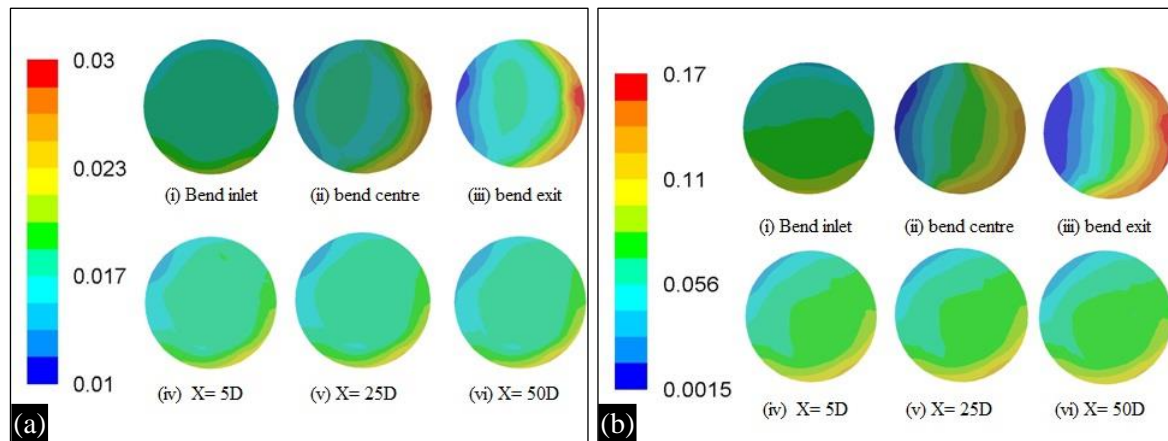 0.03
0.023
0.017
0.01
(i) Bend inlet
(ii) bend centre
(iii) bend exit
(iv) X= 5D
(v) X= 25D
(vi) X= 50D
(a)
0.17
0.11
0.056
0.0015
(i) Bend inlet
(ii) bend centre
(iii) bend exit
(iv) X= 5D
(v) X= 25D
(vi) X= 50D
(b)